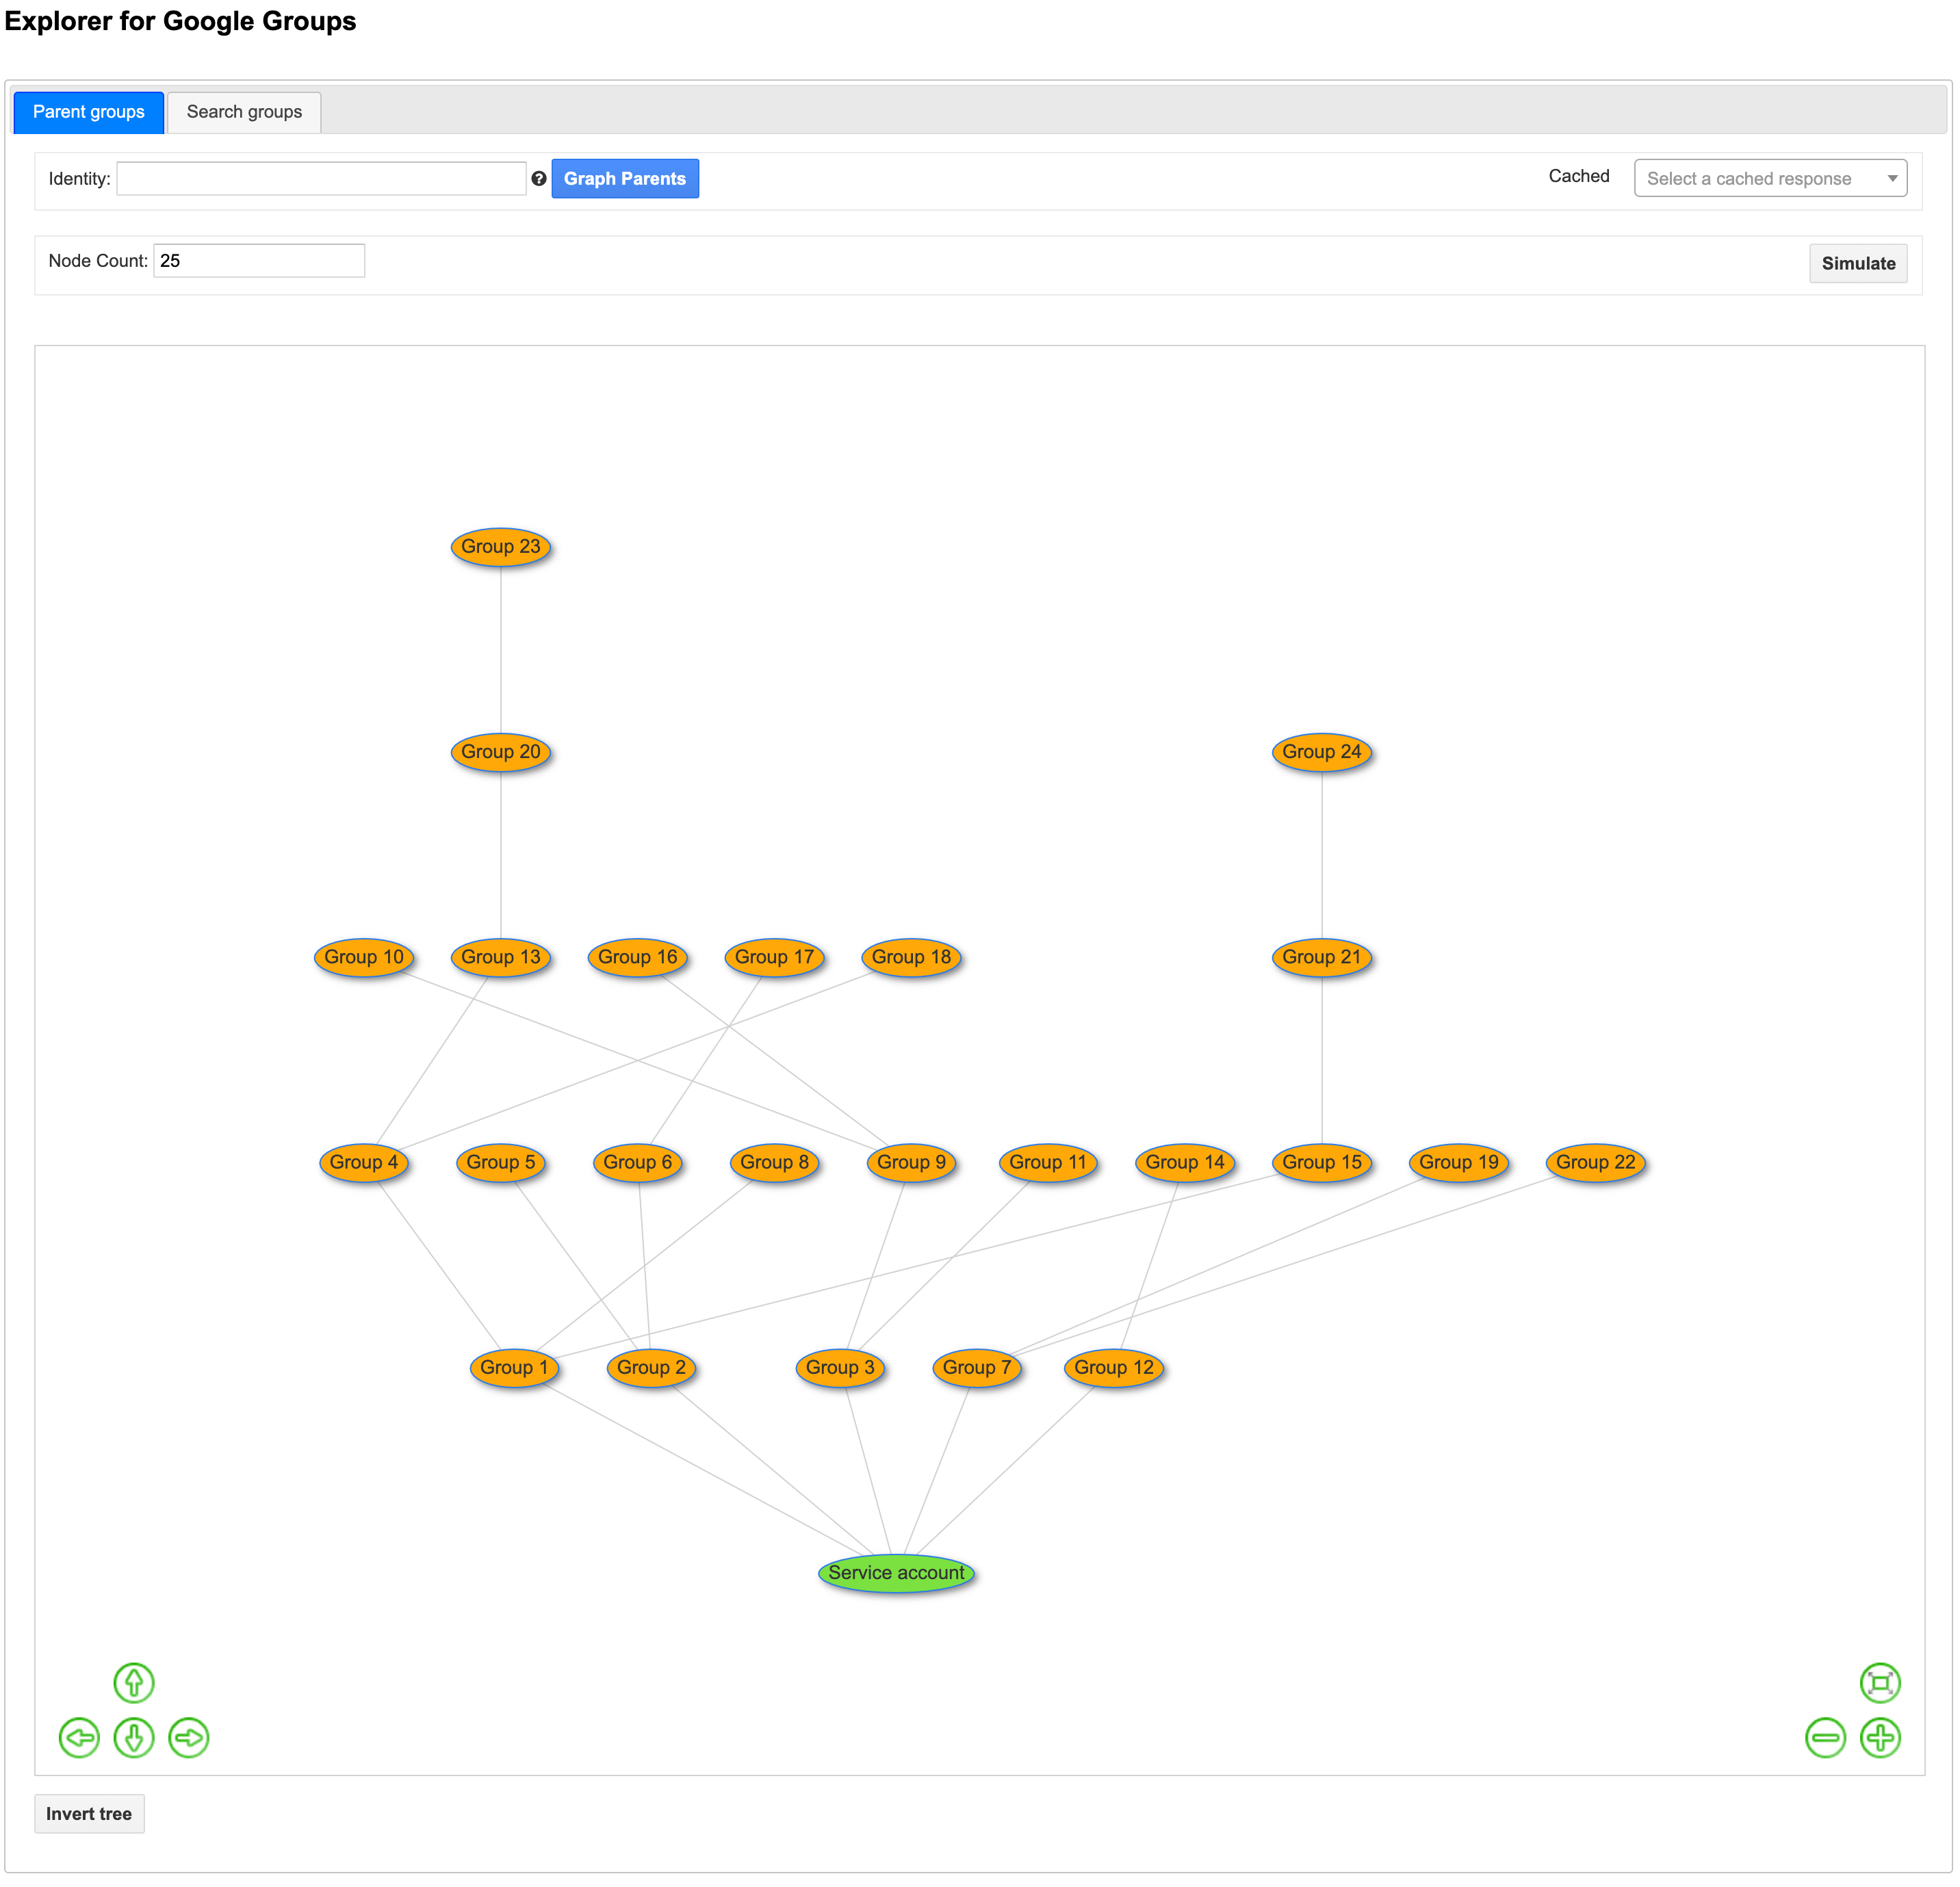 Explorer for Google Groups
Parent groups Search groups
Identity: Graph Parents Cached Select a cached response
Node Count: 25 Simulate
Group 23
Group 20 Group 24
Group 10 Group 13 Group 16 Group 17 Group 18 Group 21
Group 4 Group 5 Group 6 Group 8 Group 9 Group 11 Group 14 Group 15 Group 19 Group 22
Group 1 Group 2 Group 3 Group 7 Group 12
Service account
Invert tree